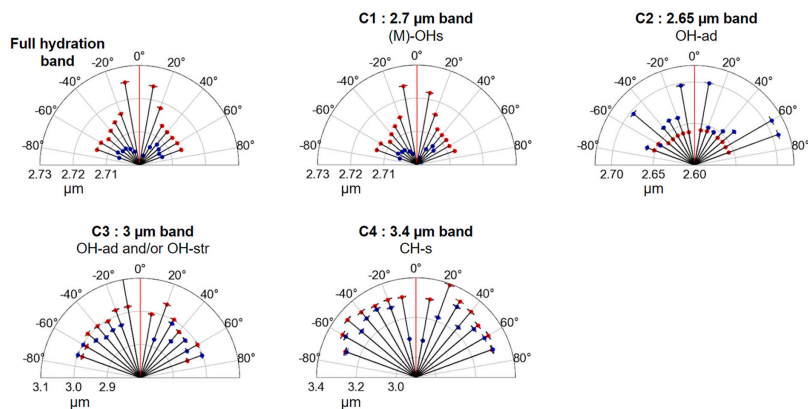 Full hydration
band
0°
-20°
20°
-40°
40°
-60°
60°
-80°
80°
2.73 2.72 2.71
µm
C1 : 2.7 µm band
(M)-OHs
0°
-20°
20°
-40°
40°
-60°
60°
-80°
80°
2.73 2.72 2.71
µm
C2 : 2.65 µm band
OH-ad
0°
-20°
20°
-40°
40°
-60°
60°
-80°
80°
2.70 2.65 2.60
µm
C3 : 3 µm band
OH-ad and/or OH-str
0°
-20°
20°
-40°
40°
-60°
60°
-80°
80°
3.1 3.0 2.9
µm
C4 : 3.4 µm band
CH-s
0°
-20°
20°
-40°
40°
-60°
60°
-80°
80°
3.4 3.2 3.0
µm